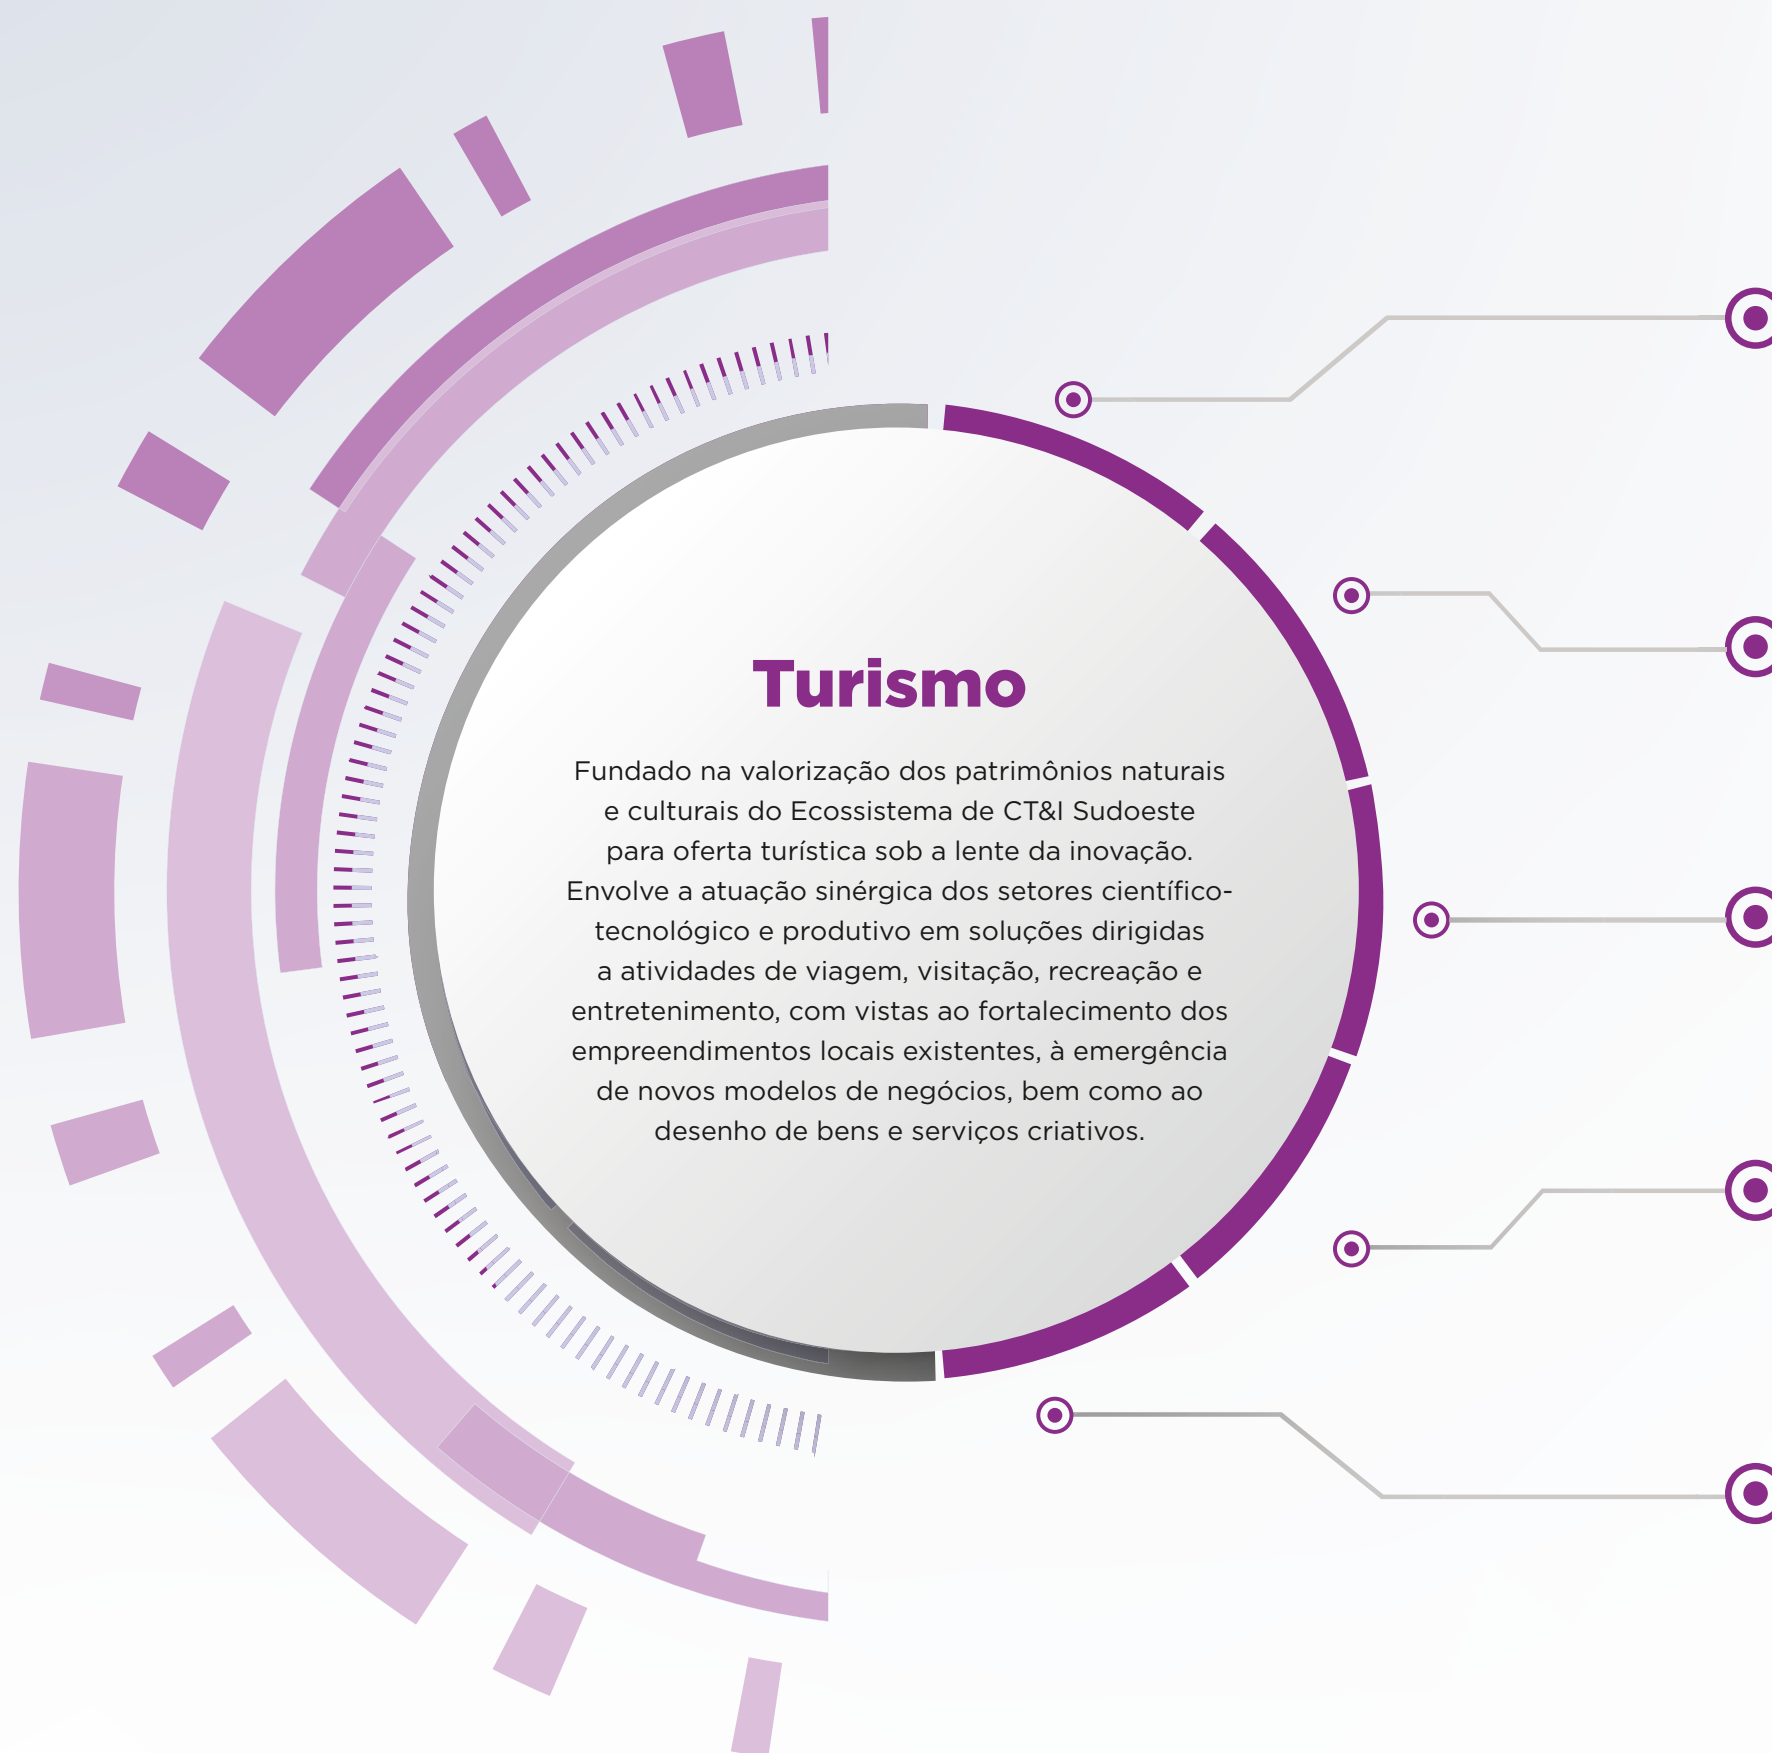 Turismo
Fundado na valorização dos patrimônios naturais
e culturais do Ecossistema de CT&I Sudoeste
para oferta turística sob a lente da inovação.
Envolve a atuação sinérgica dos setores científico-
tecnológico e produtivo em soluções dirigidas
a atividades de viagem, visitação, recreação e
entretenimento, com vistas ao fortalecimento dos
empreendimentos locais existentes, à emergência
de novos modelos de negócios, bem como ao
desenho de bens e serviços criativos.